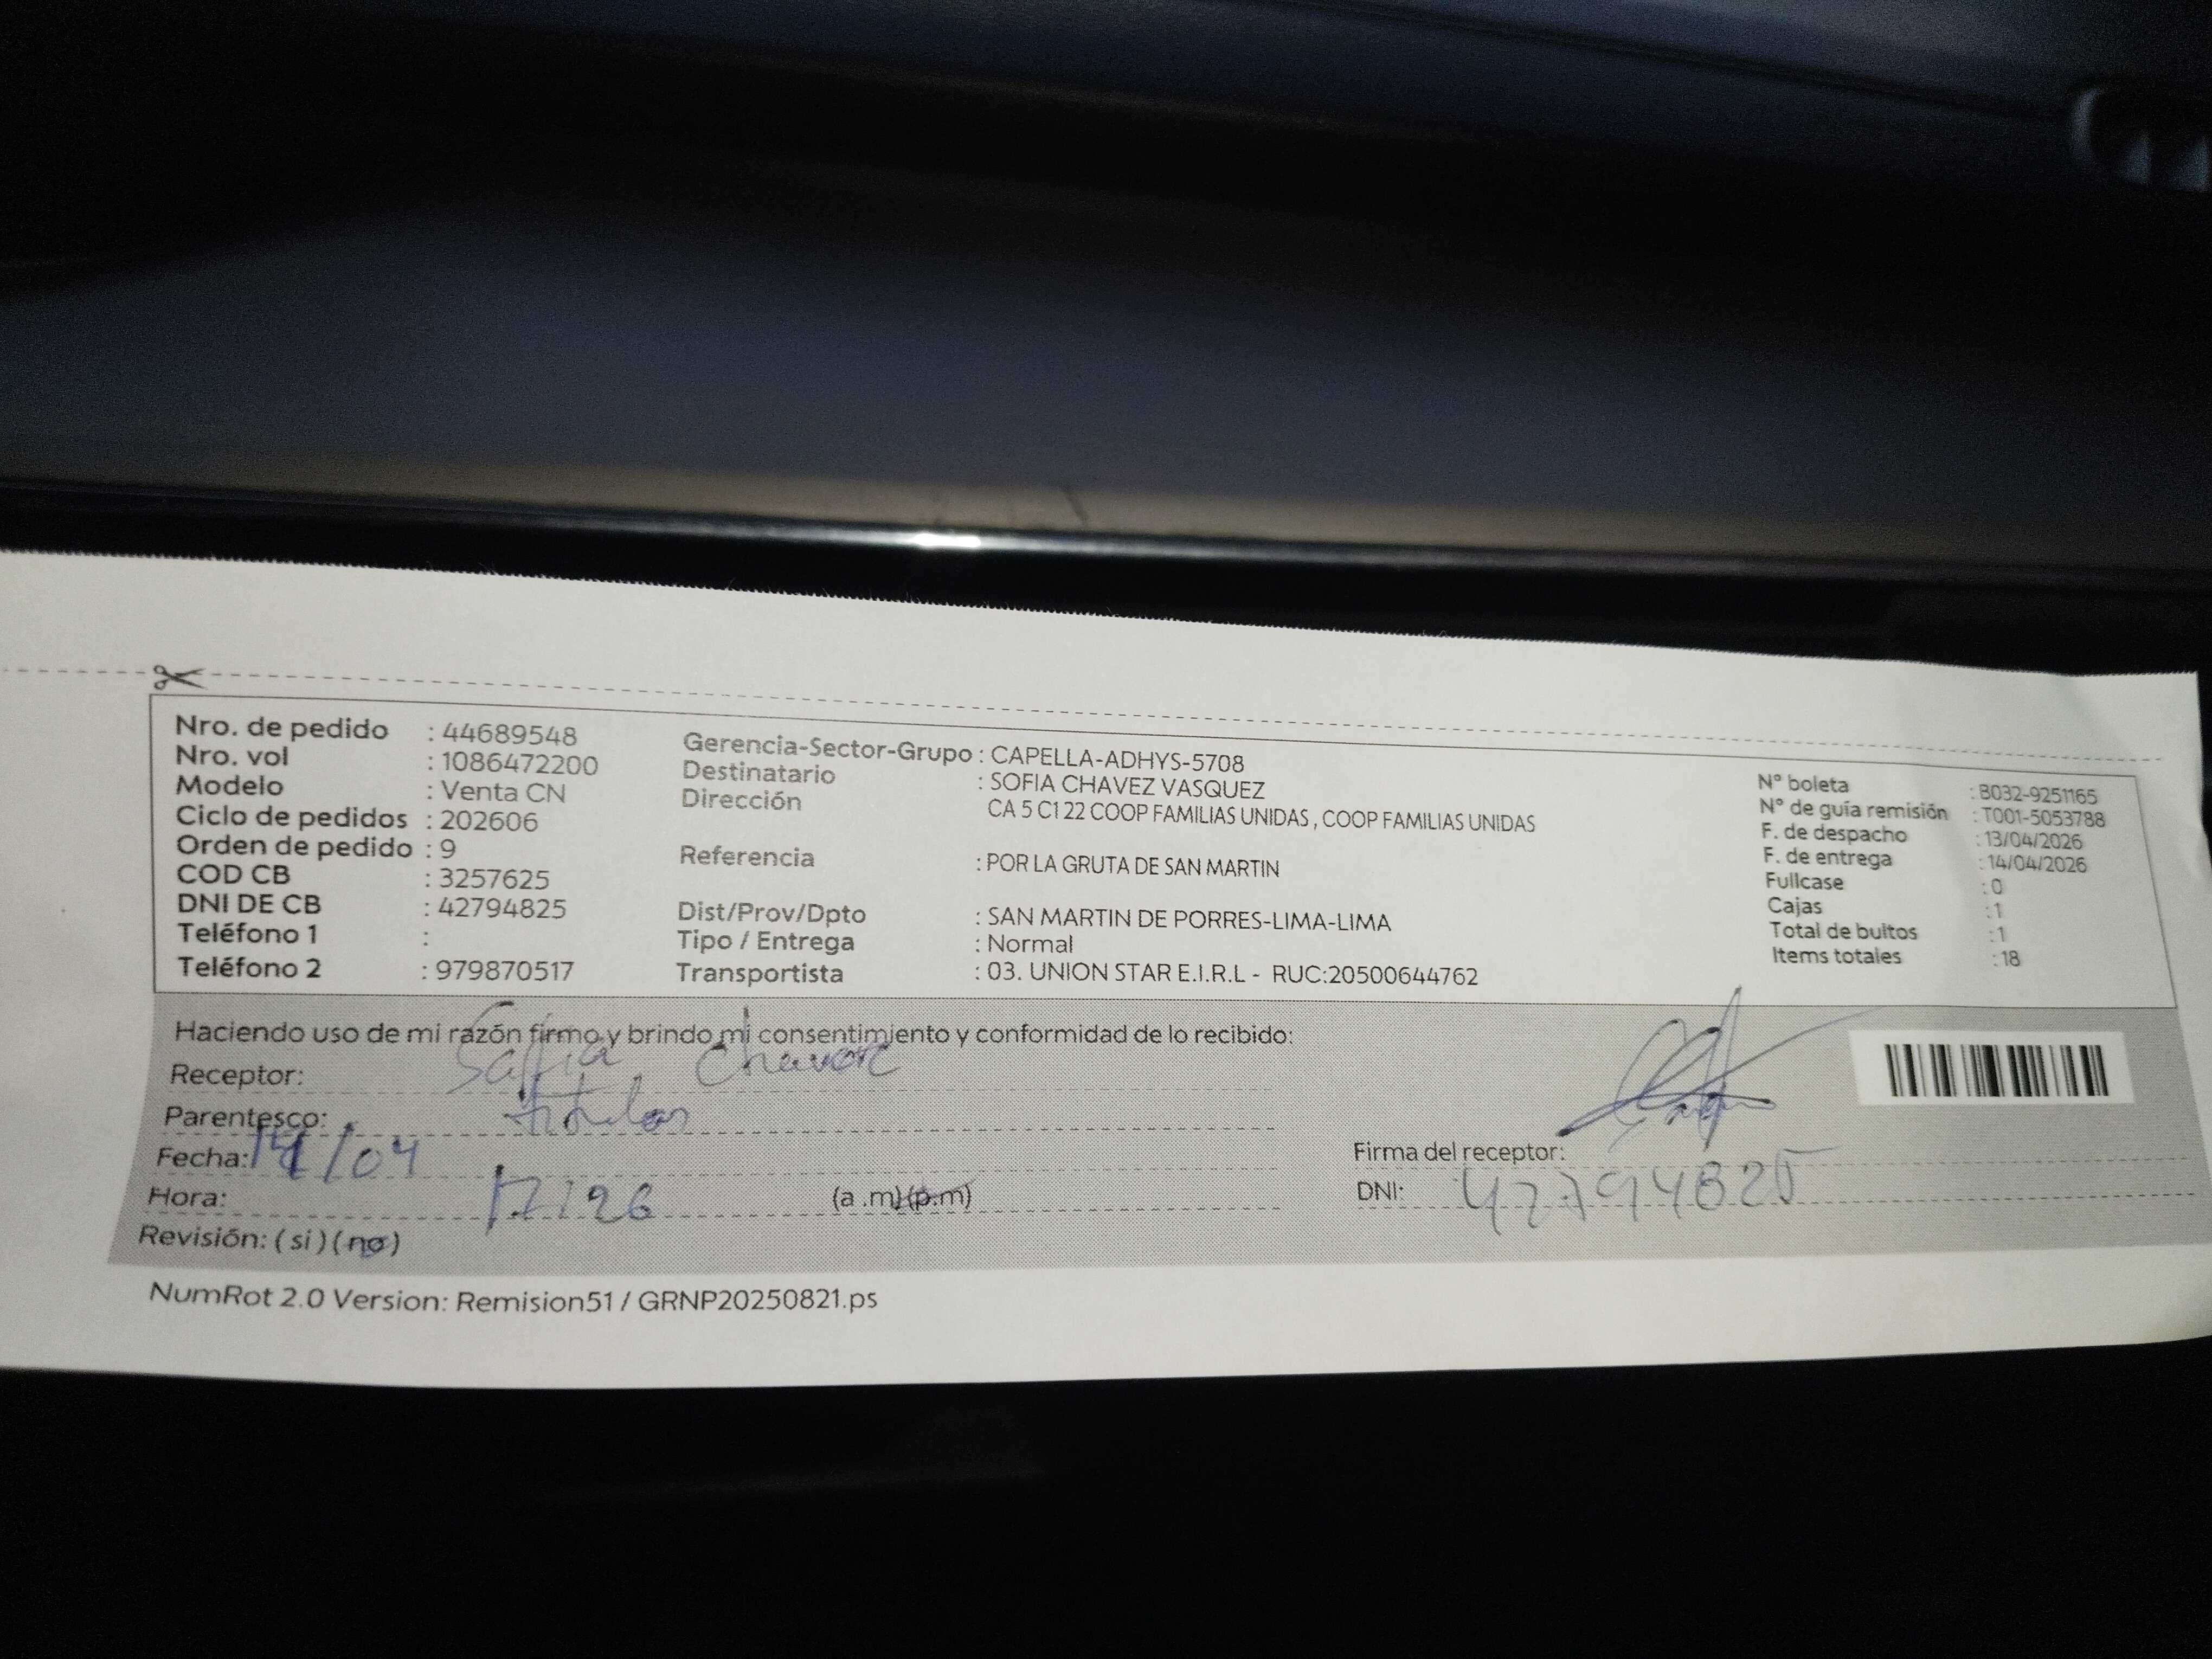 Nro. de pedido : 44689548
Nro. vol : 1086472200
Modelo : Venta CN
Ciclo de pedidos : 202606
Orden de pedido : 9
COD CB : 3257625
DNI DE CB : 42794825
Teléfono 1 :
Teléfono 2 : 979870517
Gerencia-Sector-Grupo : CAPELLA-ADHYS-5708
Destinatario : SOFIA CHAVEZ VASQUEZ
Dirección CA 5 C1 22 COOP FAMILIAS UNIDAS , COOP FAMILIAS UNIDAS
Referencia : POR LA GRUTA DE SAN MARTIN
Dist/Prov/Dpto : SAN MARTIN DE PORRES-LIMA-LIMA
Tipo / Entrega : Normal
Transportista : 03. UNION STAR E.I.R.L - RUC:20500644762
N° boleta : B032-9251165
N° de guía remisión : T001-5053788
F. de despacho : 13/04/2026
F. de entrega : 14/04/2026
Fullcase : 0
Cajas : 1
Total de bultos : 1
Items totales : 18
Haciendo uso de mi razón firmo y brindo mi consentimiento y conformidad de lo recibido:
Receptor: Chavez
Parentesco: titular
Fecha: 14/04
Hora: (a .m)(p.m)
Revisión: ( si ) ( no )
Firma del receptor:
DNI: 42794825
NumRot 2.0 Version: Remision51 / GRNP20250821.ps